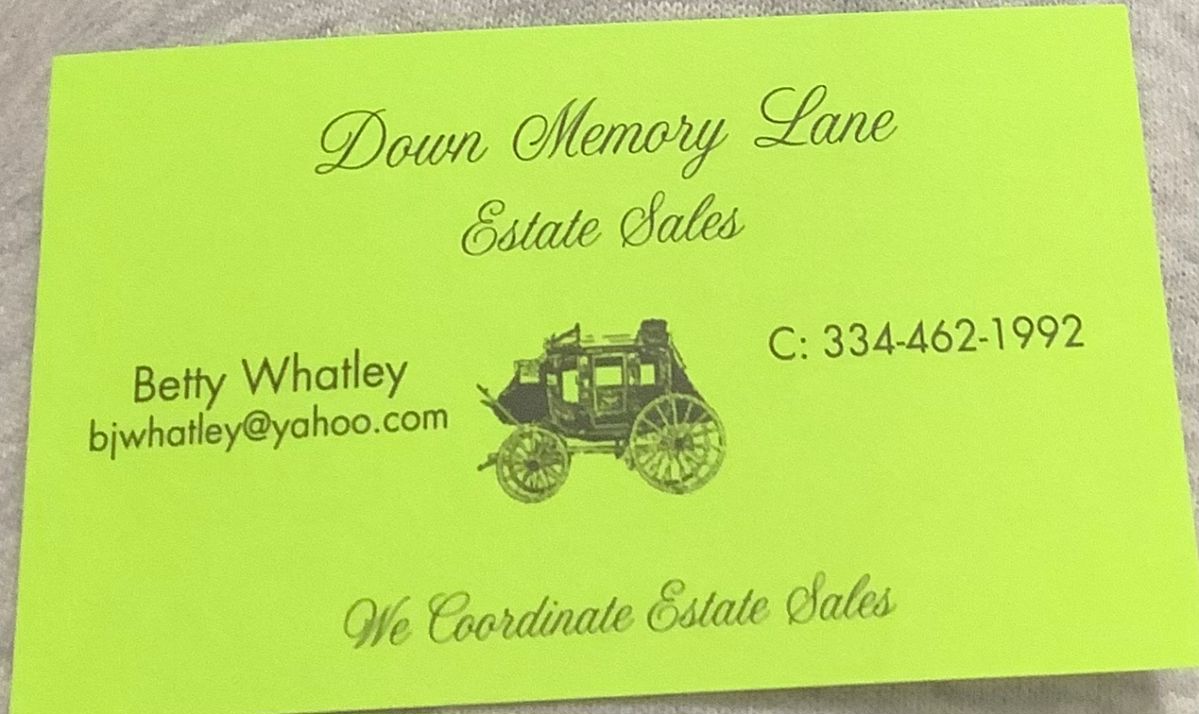 Down Memory Lane
Estate Sales
Betty Whatley
bjwhatley@yahoo.com
C: 334-462-1992
We Coordinate Estate Sales